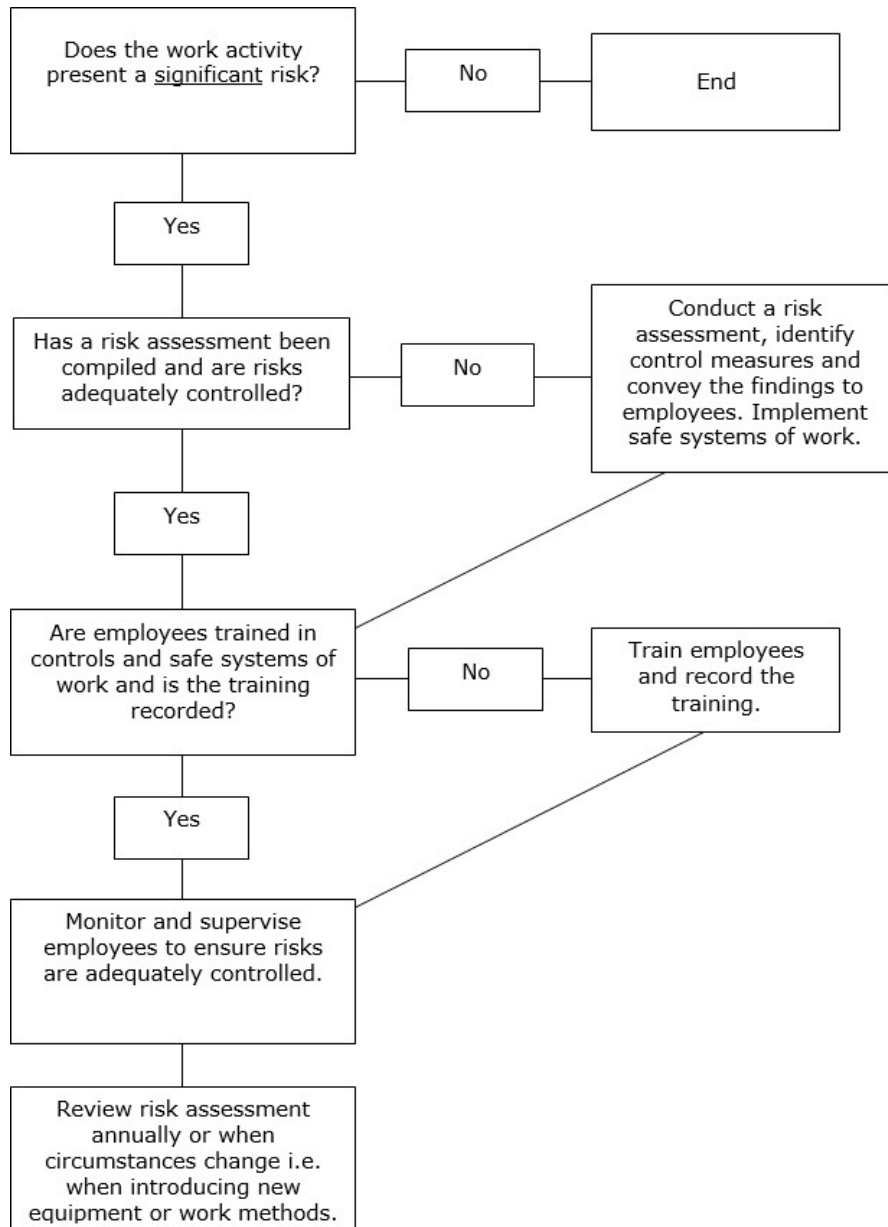 Does the work activity
present a significant risk?
No
End
Yes
Has a risk assessment been
compiled and are risks
adequately controlled?
No
Conduct a risk
assessment, identify
control measures and
convey the findings to
employees. Implement
safe systems of work.
Yes
Are employees trained in
controls and safe systems of
work and is the training
recorded?
No
Train employees
and record the
training.
Yes
Monitor and supervise
employees to ensure risks
are adequately controlled.
Review risk assessment
annually or when
circumstances change i.e.
when introducing new
equipment or work methods.